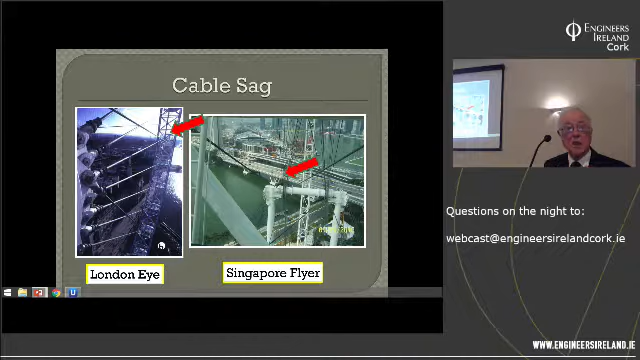 ENGINEERS
IRELAND
Cork
Cable Sag
London Eye
Singapore Flyer
Questions on the night to:
webcast@engineersirelandcork.ie
WWW.ENGINEERSIRELAND.IE